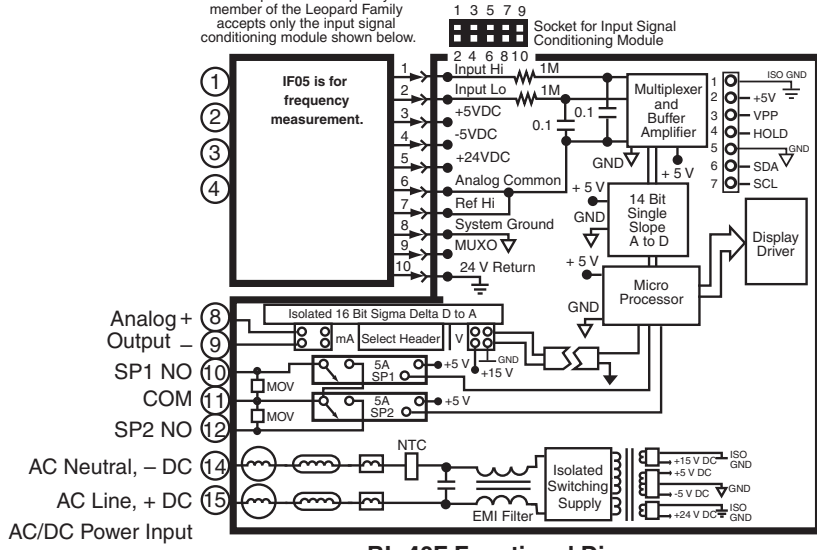 member of the Leopard Family
accepts only the input signal
conditioning module shown below.
1 3 5 7 9
2 4 6 8 10
Socket for Input Signal
Conditioning Module
IF05 is for
frequency
measurement.
1
2
3
4
1 Input Hi 1M
2 Input Lo 1M
3 +5VDC
4 -5VDC
5 +24VDC
6 Analog Common
7 Ref Hi
8 System Ground
9 MUXO
10 24 V Return
0.1
0.1
Multiplexer
and
Buffer
Amplifier
GND
+ 5 V
1 ISO GND
2 +5V
3 VPP
4 HOLD
5 GND
6 SDA
7 SCL
+ 5 V
GND
14 Bit
Single
Slope
A to D
Display
Driver
+ 5 V
GND
Micro
Processor
Isolated 16 Bit Sigma Delta D to A
mA Select Header V
GND
+15 V
Analog + 8
Output – 9
SP1 NO 10
COM 11
SP2 NO 12
MOV
MOV
5A
SP1
+5 V
5A
SP2
+5 V
AC Neutral, – DC 14
AC Line, + DC 15
AC/DC Power Input
NTC
EMI Filter
Isolated
Switching
Supply
+15 V DC ISO
GND
+5 V DC
GND
-5 V DC
+24 V DC ISO
GND